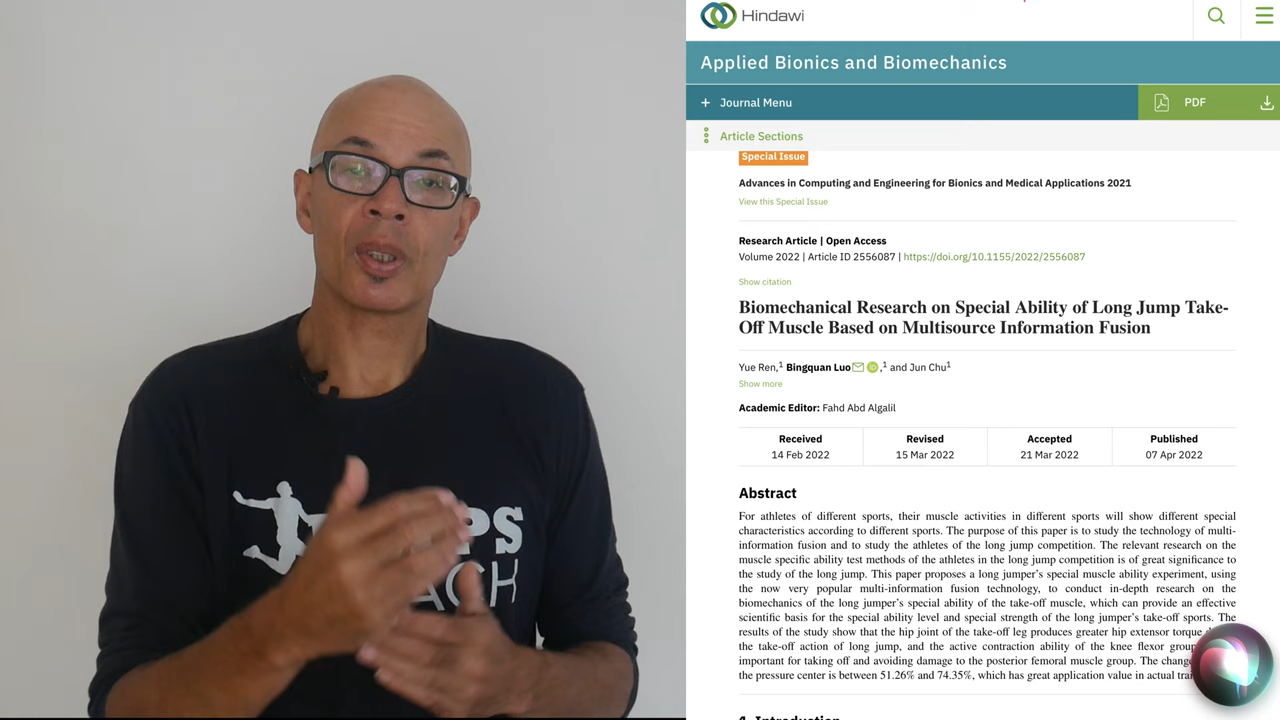 Hindawi
Applied Bionics and Biomechanics
+ Journal Menu
PDF
Article Sections
Special Issue
Advances in Computing and Engineering for Bionics and Medical Applications 2021
View this Special Issue
Research Article | Open Access
Volume 2022 | Article ID 2556087 | https://doi.org/10.1155/2022/2556087
Show citation
Biomechanical Research on Special Ability of Long Jump Take-
Off Muscle Based on Multisource Information Fusion
Yue Ren,1 Bingquan Luo,1 and Jun Chu1
Show more
Academic Editor: Fahd Abd Algalil
Received Revised Accepted Published
14 Feb 2022 15 Mar 2022 21 Mar 2022 07 Apr 2022
Abstract
For athletes of different sports, their muscle activities in different sports will show different special
characteristics according to different sports. The purpose of this paper is to study the technology of multi-
information fusion and to study the athletes of the long jump competition. The relevant research on the
muscle specific ability test methods of the athletes in the long jump competition is of great significance to
the study of the long jump. This paper proposes a long jumper's special muscle ability experiment, using
the now very popular multi-information fusion technology, to conduct in-depth research on the
biomechanics of the long jumper's special ability of the take-off muscle, which can provide an effective
scientific basis for the special ability level and special strength of the long jumper's take-off sports. The
results of the study show that the hip joint of the take-off leg produces greater hip extensor torque
the take-off action of long jump, and the active contraction ability of the knee flexor group
important for taking off and avoiding damage to the posterior femoral muscle group. The
the pressure center is between 51.26% and 74.35%, which has great application value in actual
1. Introduction